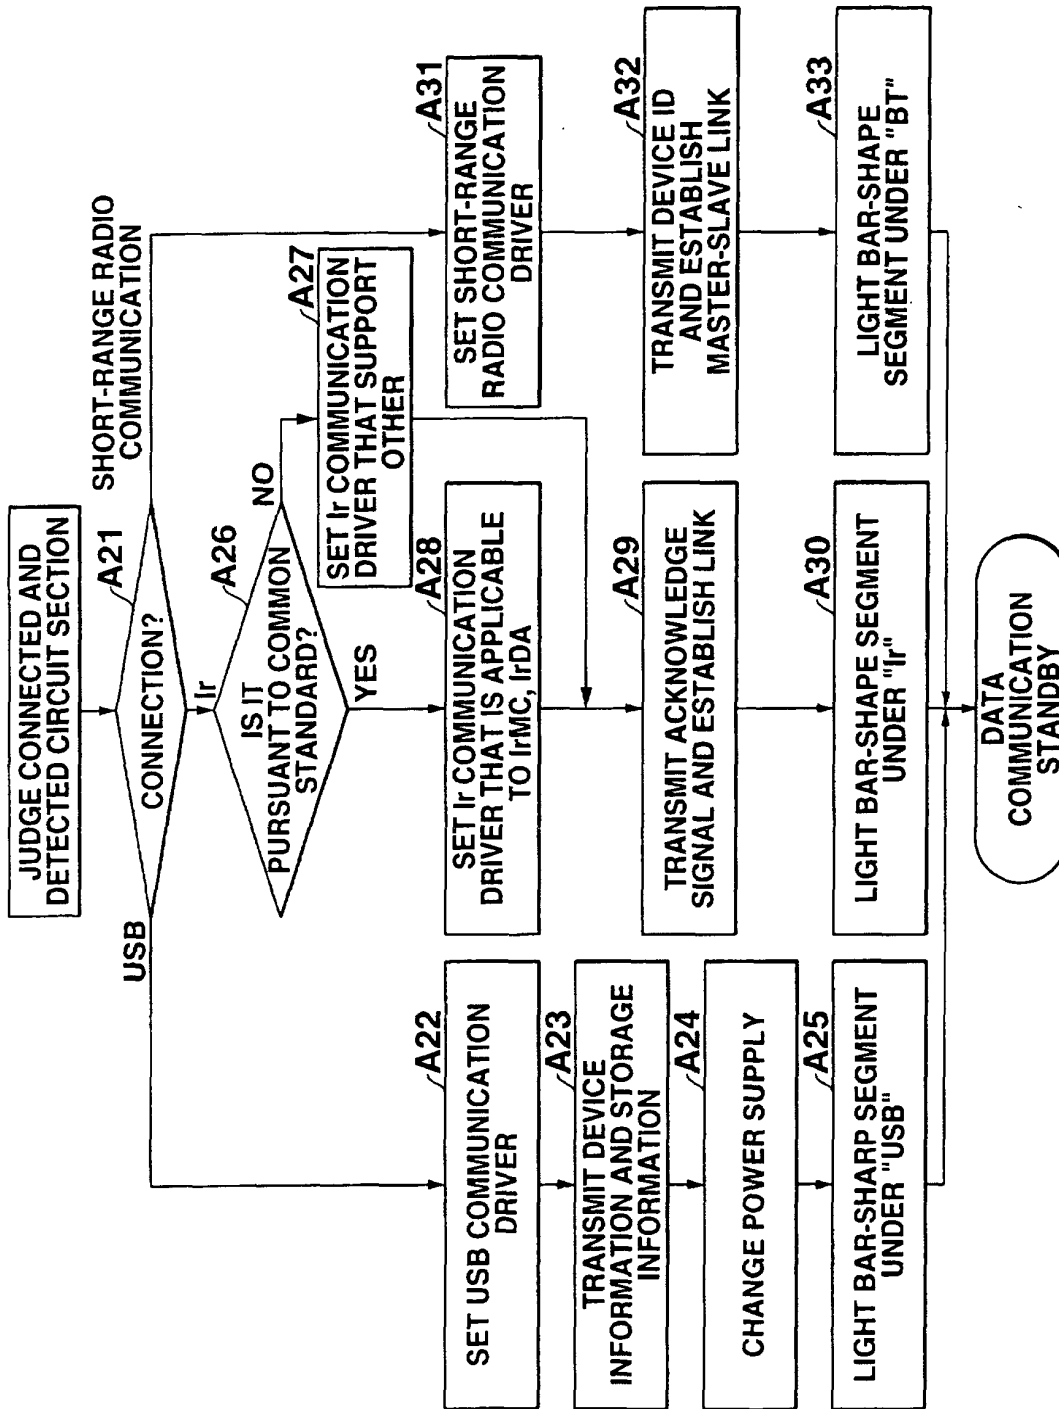 JUDGE CONNECTED AND
DETECTED CIRCUIT SECTION
A21
CONNECTION?
USB
Ir
SHORT-RANGE RADIO
COMMUNICATION
A26
IS IT
PURSUANT TO COMMON
STANDARD?
NO
YES
A27
SET Ir COMMUNICATION
DRIVER THAT SUPPORT
OTHER
A22
SET USB COMMUNICATION
DRIVER
A23
TRANSMIT DEVICE
INFORMATION AND STORAGE
INFORMATION
A24
CHANGE POWER SUPPLY
A25
LIGHT BAR-SHARP SEGMENT
UNDER "USB"
A28
SET Ir COMMUNICATION
DRIVER THAT IS APPLICABLE
TO IrMC, IrDA
A29
TRANSMIT ACKNOWLEDGE
SIGNAL AND ESTABLISH LINK
A30
LIGHT BAR-SHAPE SEGMENT
UNDER "Ir"
A31
SET SHORT-RANGE
RADIO COMMUNICATION
DRIVER
A32
TRANSMIT DEVICE ID
AND ESTABLISH
MASTER-SLAVE LINK
A33
LIGHT BAR-SHAPE
SEGMENT UNDER "BT"
DATA
COMMUNICATION
STANDBY